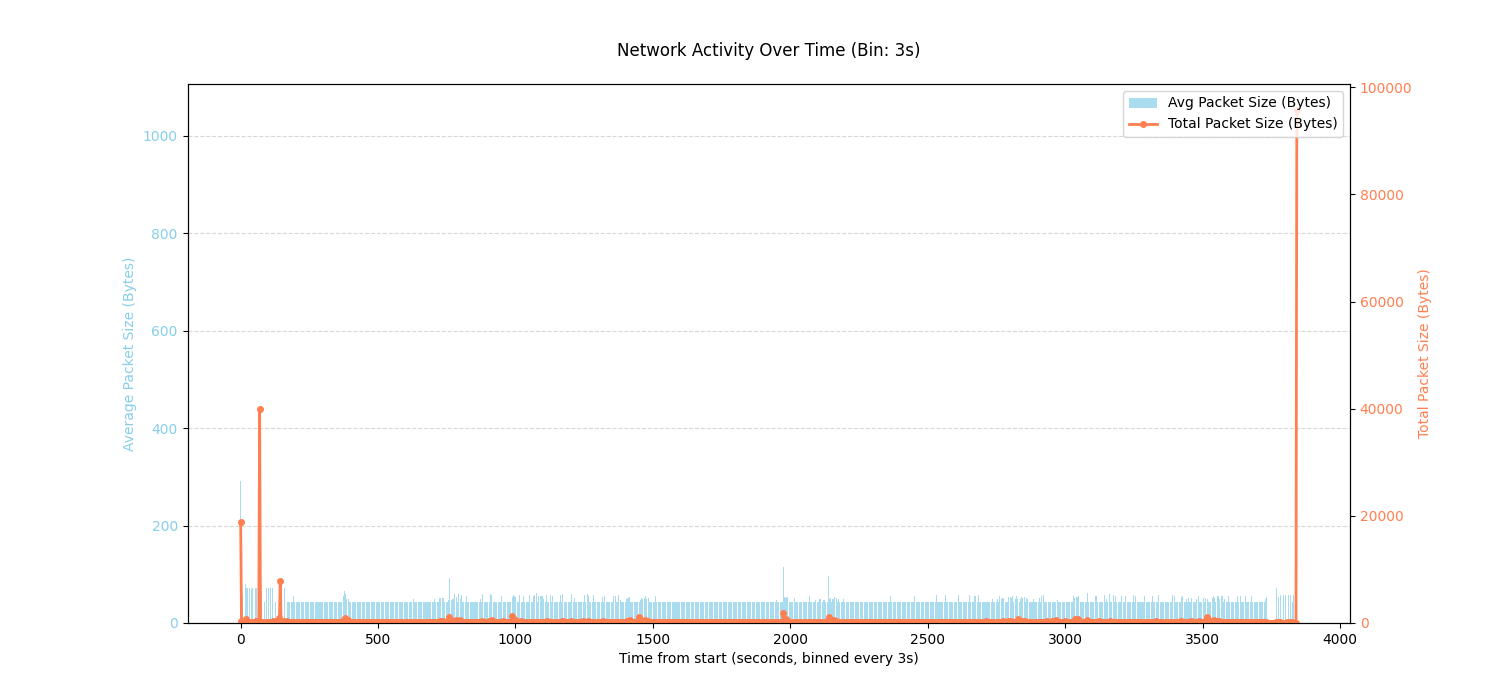 Network Activity Over Time (Bin: 3s)
Avg Packet Size (Bytes)
Total Packet Size (Bytes)
Average Packet Size (Bytes)
1000
800
600
400
200
0
100000
80000
60000
40000
20000
0
Total Packet Size (Bytes)
0 500 1000 1500 2000 2500 3000 3500 4000
Time from start (seconds, binned every 3s)